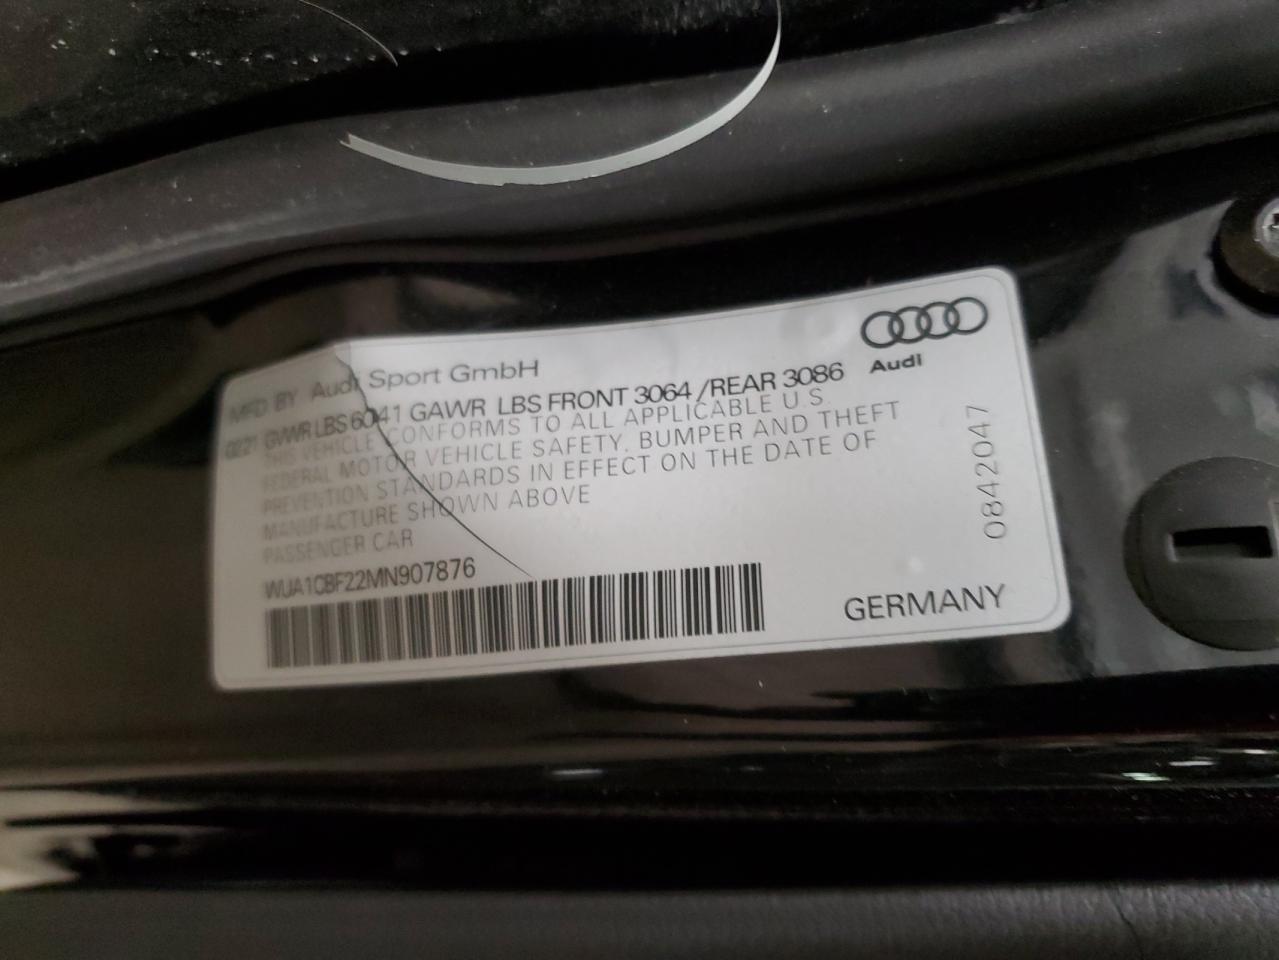 MFD BY Audi Sport GmbH
0221 GVWR LBS 6041 GAWR LBS FRONT 3064 /REAR 3086
THIS VEHICLE CONFORMS TO ALL APPLICABLE U.S.
FEDERAL MOTOR VEHICLE SAFETY, BUMPER AND THEFT
PREVENTION STANDARDS IN EFFECT ON THE DATE OF
MANUFACTURE SHOWN ABOVE
PASSENGER CAR
WUA1CBF22MN907876
Audi
0842047
GERMANY